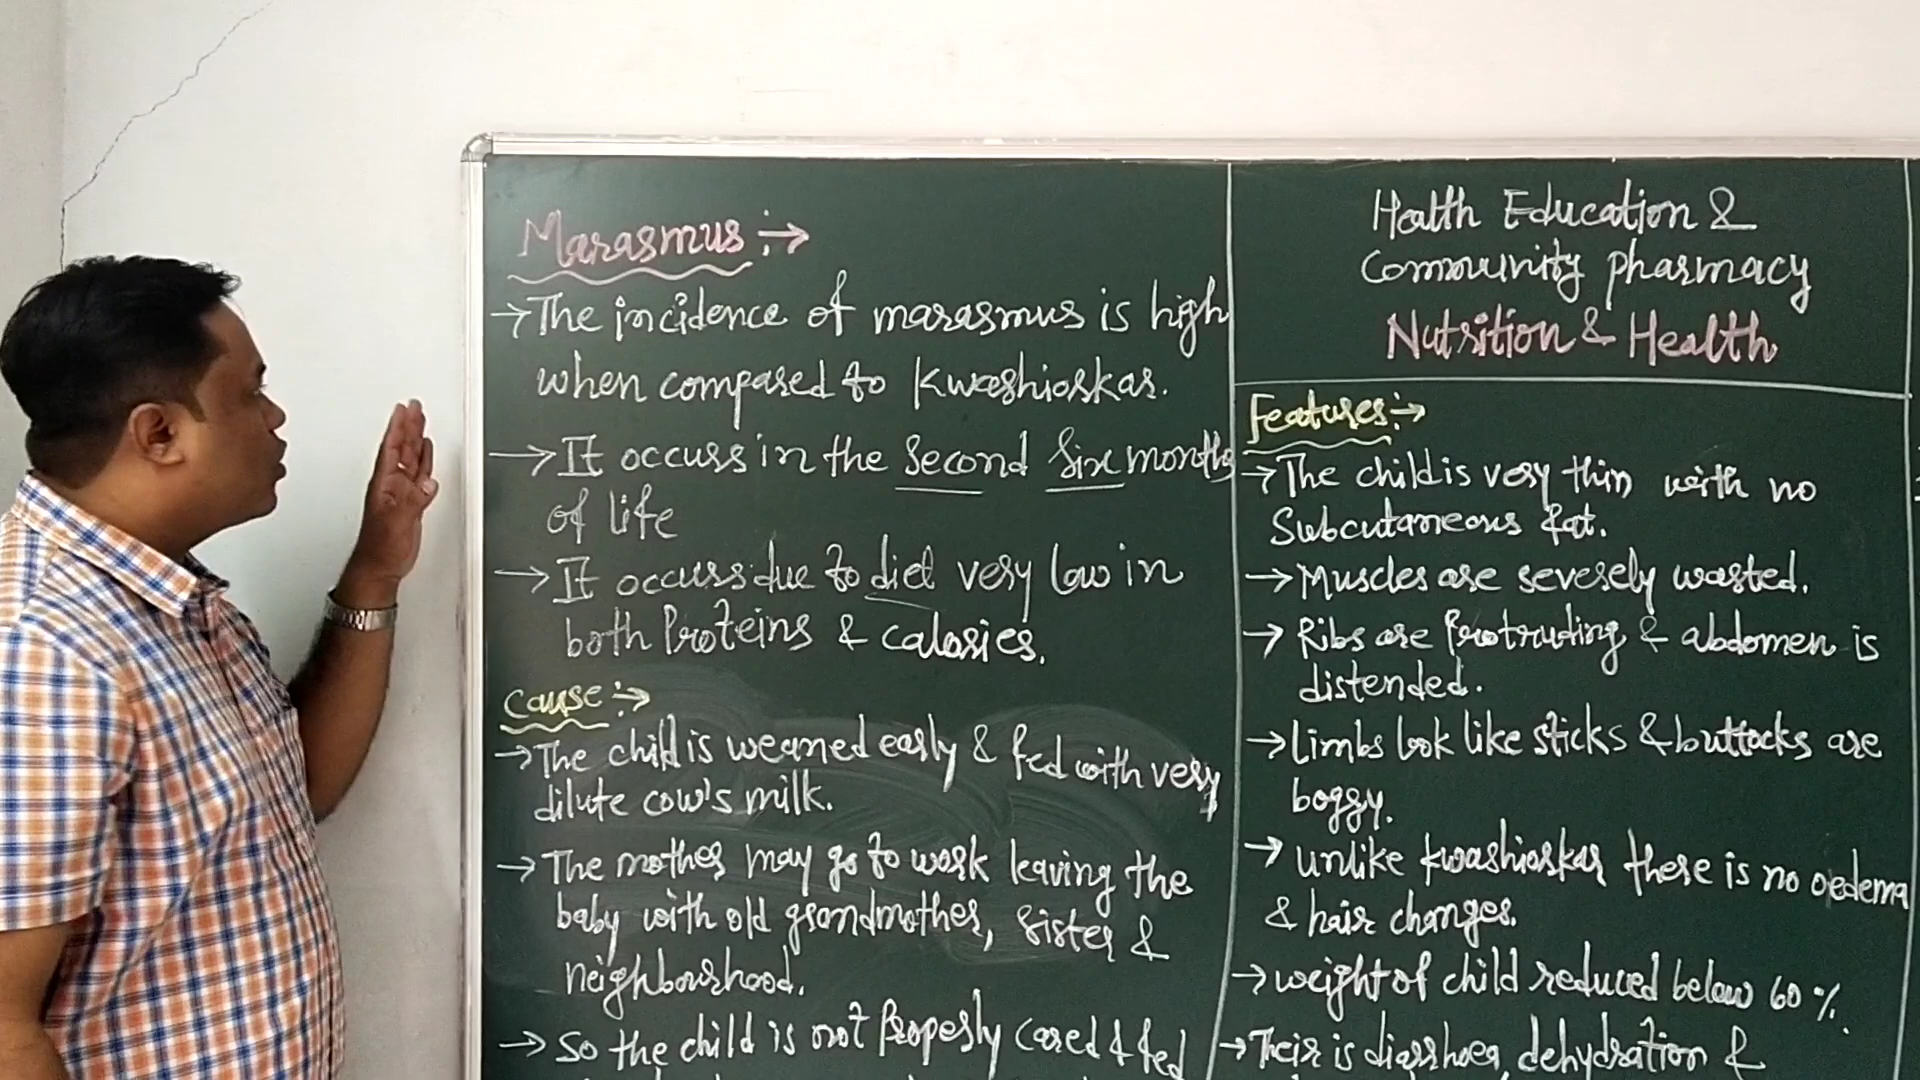 Marasmus :→
→ The incidence of marasmus is high
when compared to Kwashiorkar.
→ It occurs in the second six months
of life
→ It occurs due to diet very low in
both Proteins & calories.
Cause :→
→ The child is weaned early & fed with very
dilute cow's milk.
→ The mother may go to work leaving the
baby with old grandmother, sister &
neighbourhood.
→ So the child is not Properly cared & fed
Health Education &
Community pharmacy
Nutrition & Health
Features :→
→ The child is very thin with no
Subcutaneous fat.
→ Muscles are severely wasted.
→ Ribs are Protruding & abdomen is
distended.
→ Limbs look like sticks & buttocks are
boggy.
→ unlike kwashiorkar there is no oedema
& hair changes.
→ weight of child reduced below 60 %.
→ Their is diarrhoea, dehydration &